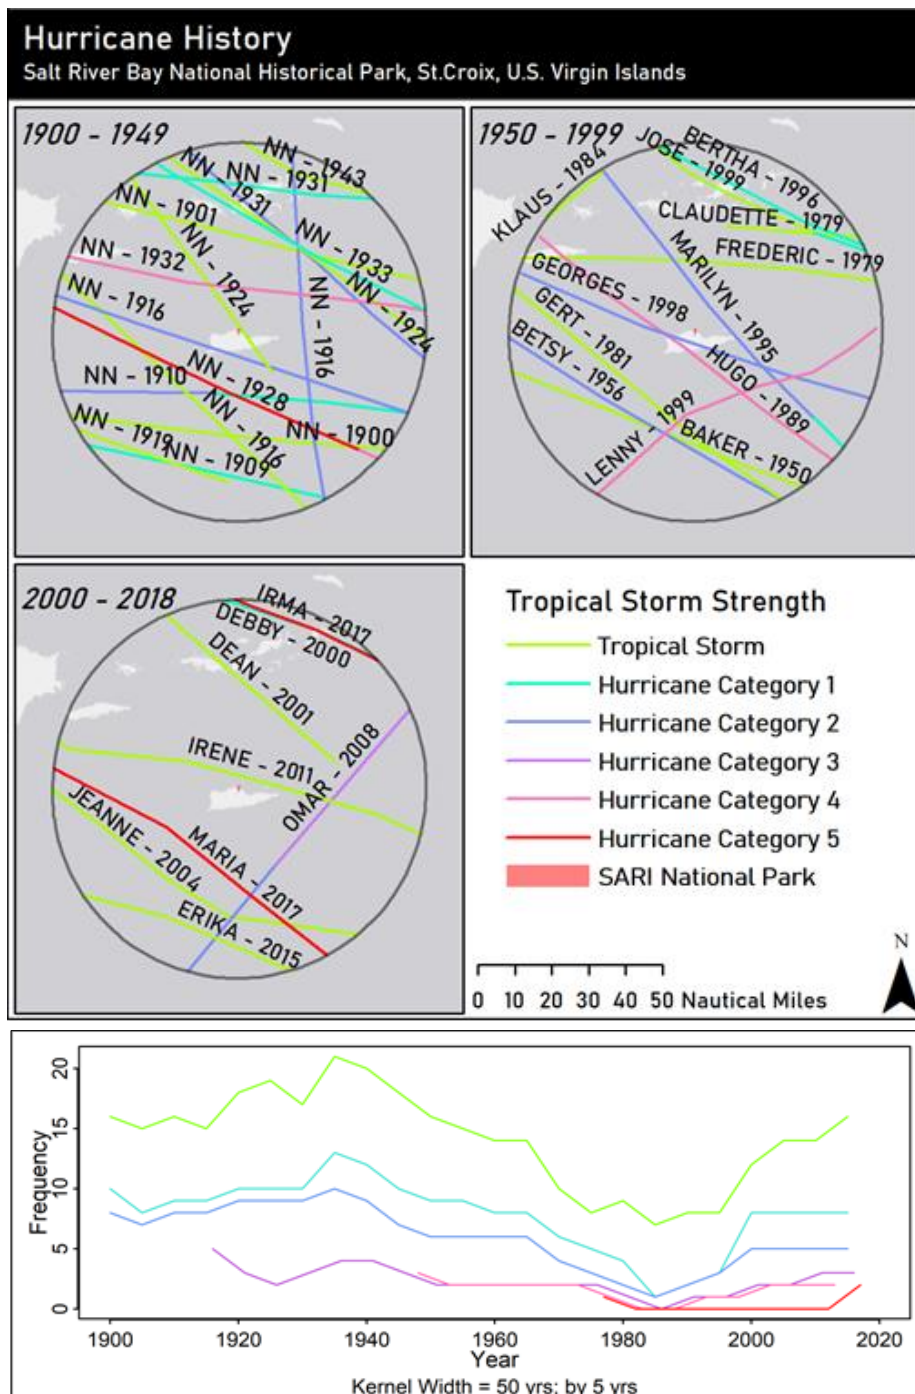 Hurricane History
Salt River Bay National Historical Park, St.Croix, U.S. Virgin Islands
1900 - 1949
NN - 1943
NN - 1931
NN - 1931
NN - 1901
NN - 1933
NN - 1932
NN - 1924
NN - 1924
NN - 1916
NN - 1916
NN - 1910
NN - 1928
NN - 1916
NN - 1900
NN - 1919
NN - 1909
1950 - 1999
BERTHA - 1996
JOSE - 1999
KLAUS - 1984
CLAUDETTE - 1979
FREDERIC - 1979
MARILYN - 1995
GEORGES - 1998
GERT - 1981
BETSY - 1956
HUGO - 1989
LENNY - 1999
BAKER - 1950
2000 - 2018
IRMA - 2017
DEBBY - 2000
DEAN - 2001
OMAR - 2008
IRENE - 2011
JEANNE - 2004
MARIA - 2017
ERIKA - 2015
Tropical Storm Strength
Tropical Storm
Hurricane Category 1
Hurricane Category 2
Hurricane Category 3
Hurricane Category 4
Hurricane Category 5
SARI National Park
N
0 10 20 30 40 50 Nautical Miles
Frequency
20
15
10
5
0
1900 1920 1940 1960 1980 2000 2020
Year
Kernel Width = 50 yrs; by 5 yrs